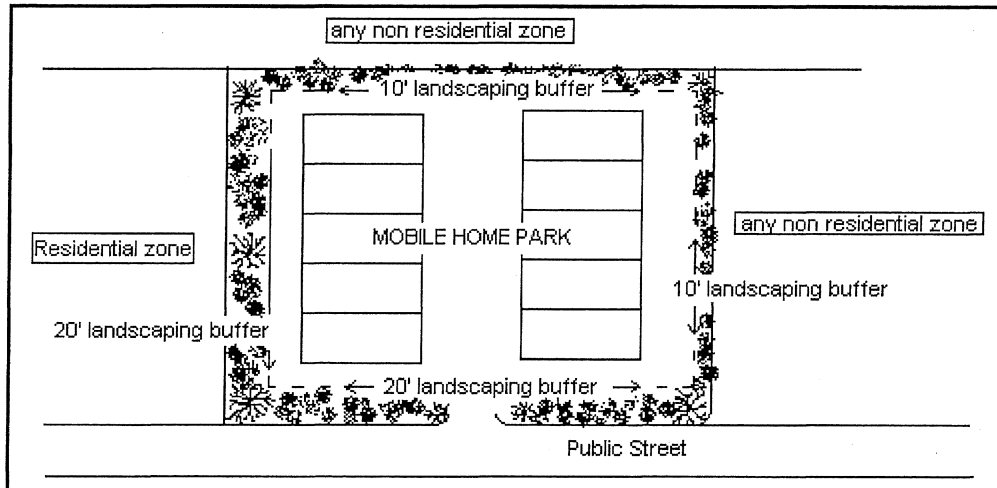 any non residential zone
10' landscaping buffer
MOBILE HOME PARK
any non residential zone
Residential zone
10' landscaping buffer
20' landscaping buffer
20' landscaping buffer
Public Street